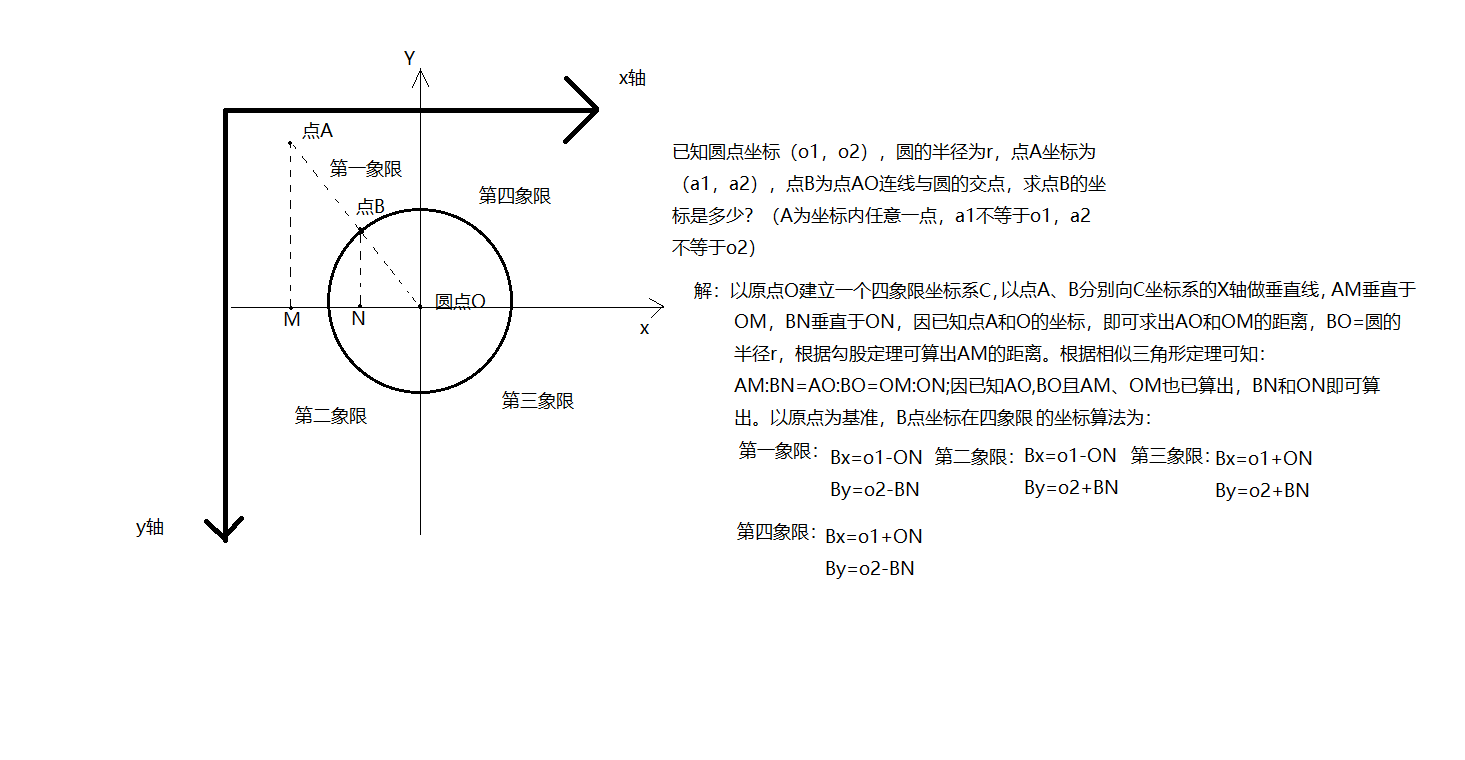 Y
x轴
点A
第一象限
第四象限
点B
圆点O
M
N
x
第二象限
第三象限
y轴
已知圆点坐标（o1，o2），圆的半径为r，点A坐标为
（a1，a2），点B为点AO连线与圆的交点，求点B的坐
标是多少？（A为坐标内任意一点，a1不等于o1，a2
不等于o2）
解：以原点O建立一个四象限坐标系C，以点A、B分别向C坐标系的X轴做垂直线，AM垂直于
OM，BN垂直于ON，因已知点A和O的坐标，即可求出AO和OM的距离，BO=圆的
半径r，根据勾股定理可算出AM的距离。根据相似三角形定理可知：
AM:BN=AO:BO=OM:ON;因已知AO,BO且AM、OM也已算出，BN和ON即可算
出。以原点为基准，B点坐标在四象限的坐标算法为：
第一象限： Bx=o1-ON 第二象限： Bx=o1-ON 第三象限： Bx=o1+ON
By=o2-BN By=o2+BN By=o2+BN
第四象限： Bx=o1+ON
By=o2-BN